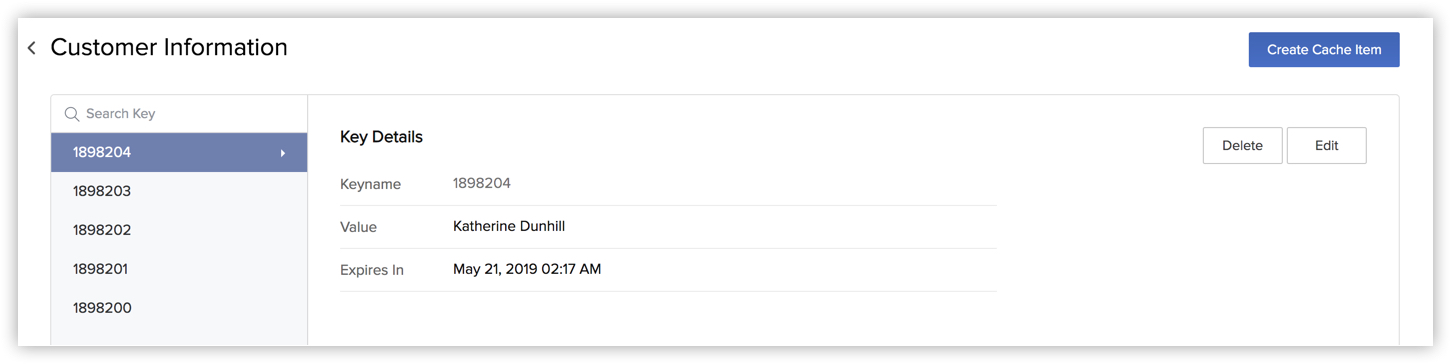 Customer Information
Create Cache Item
Search Key
1898204
1898203
1898202
1898201
1898200
Key Details
Delete
Edit
Keyname 1898204
Value Katherine Dunhill
Expires In May 21, 2019 02:17 AM